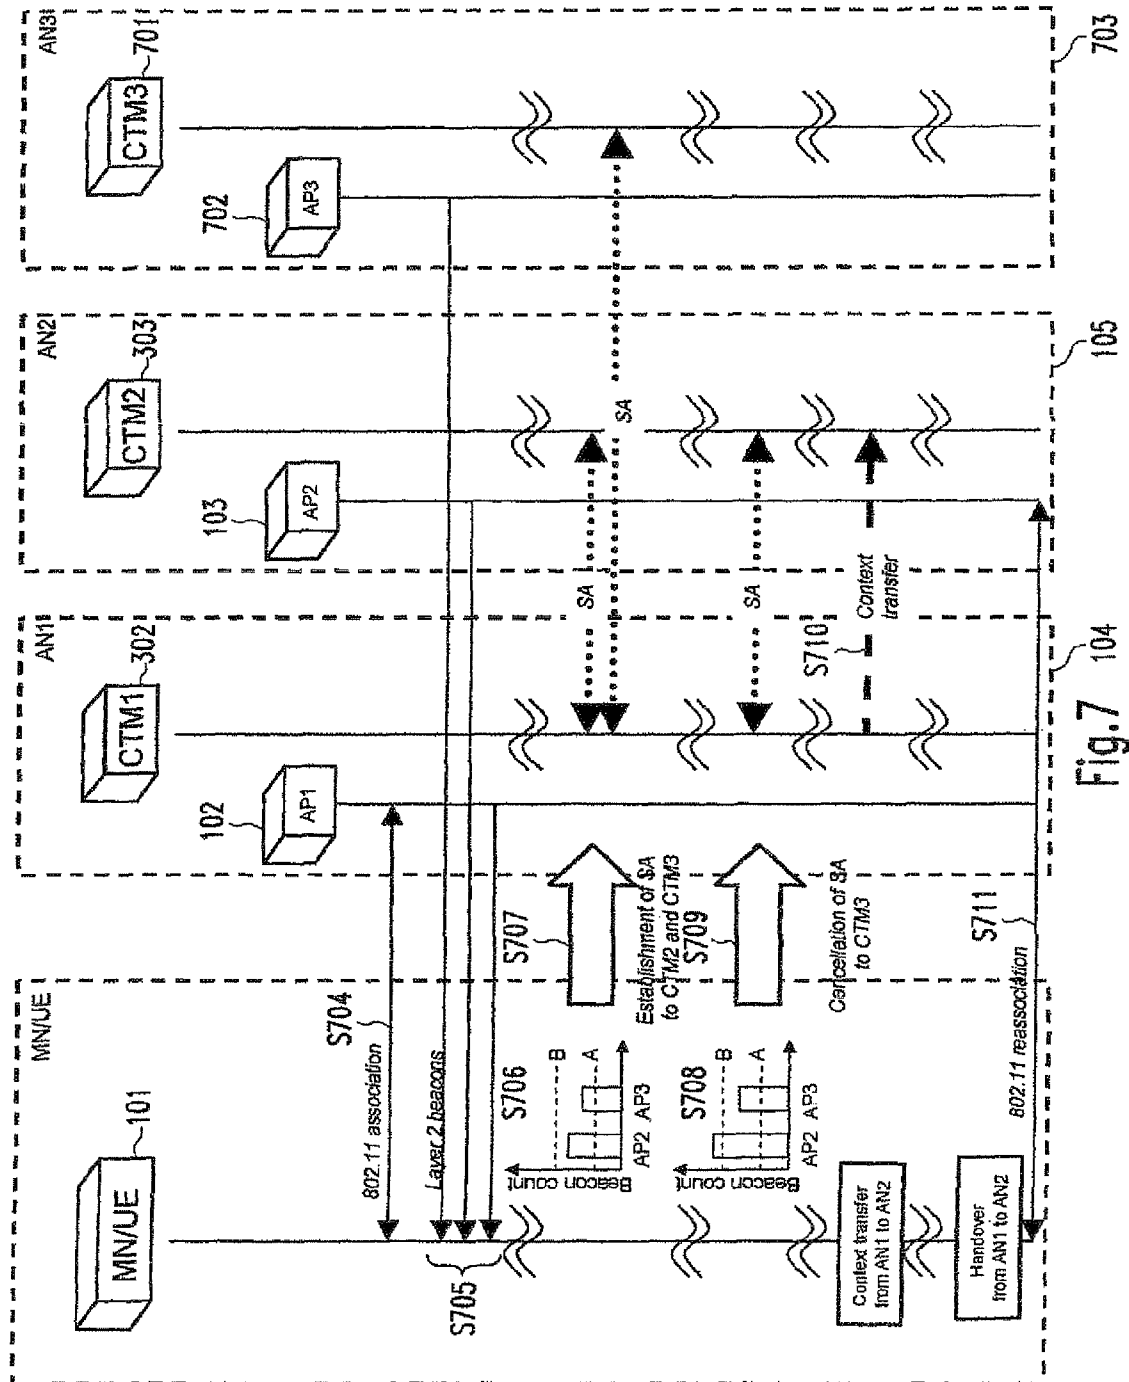 MN/UE
101
MN/UE
AN1
302
CTM1
102
AP1
AN2
303
CTM2
103
AP2
AN3
701
CTM3
702
AP3
S704
802.11 association
Layer 2 beacons
S705
S706
Beacon count
B
A
AP2 AP3
S707
Establishment of SA
to CTM2 and CTM3
SA
SA
S708
Beacon count
B
A
AP2 AP3
S709
Cancellation of SA
to CTM3
SA
Context transfer
from AN1 to AN2
S710
Context
transfer
Handover
from AN1 to AN2
S711
802.11 reassociation
104
105
703
Fig.7